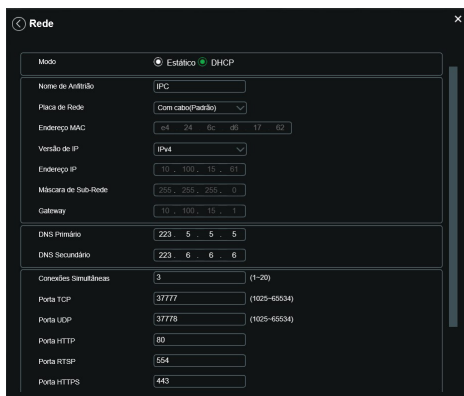 Rede
Modo Estático DHCP
Nome de Anfitrião IPC
Placa de Rede Com cabo(Padrão)
Endereço MAC e4 24 6c d6 17 62
Versão de IP IPv4
Endereço IP 10 . 100 . 15 . 61
Máscara de Sub-Rede 255 . 255 . 255 . 0
Gateway 10 . 100 . 15 . 1
DNS Primário 223 . 5 . 5 . 5
DNS Secundário 223 . 6 . 6 . 6
Conexões Simultâneas 3 (1~20)
Porta TCP 37777 (1025~65534)
Porta UDP 37778 (1025~65534)
Porta HTTP 80
Porta RTSP 554
Porta HTTPS 443